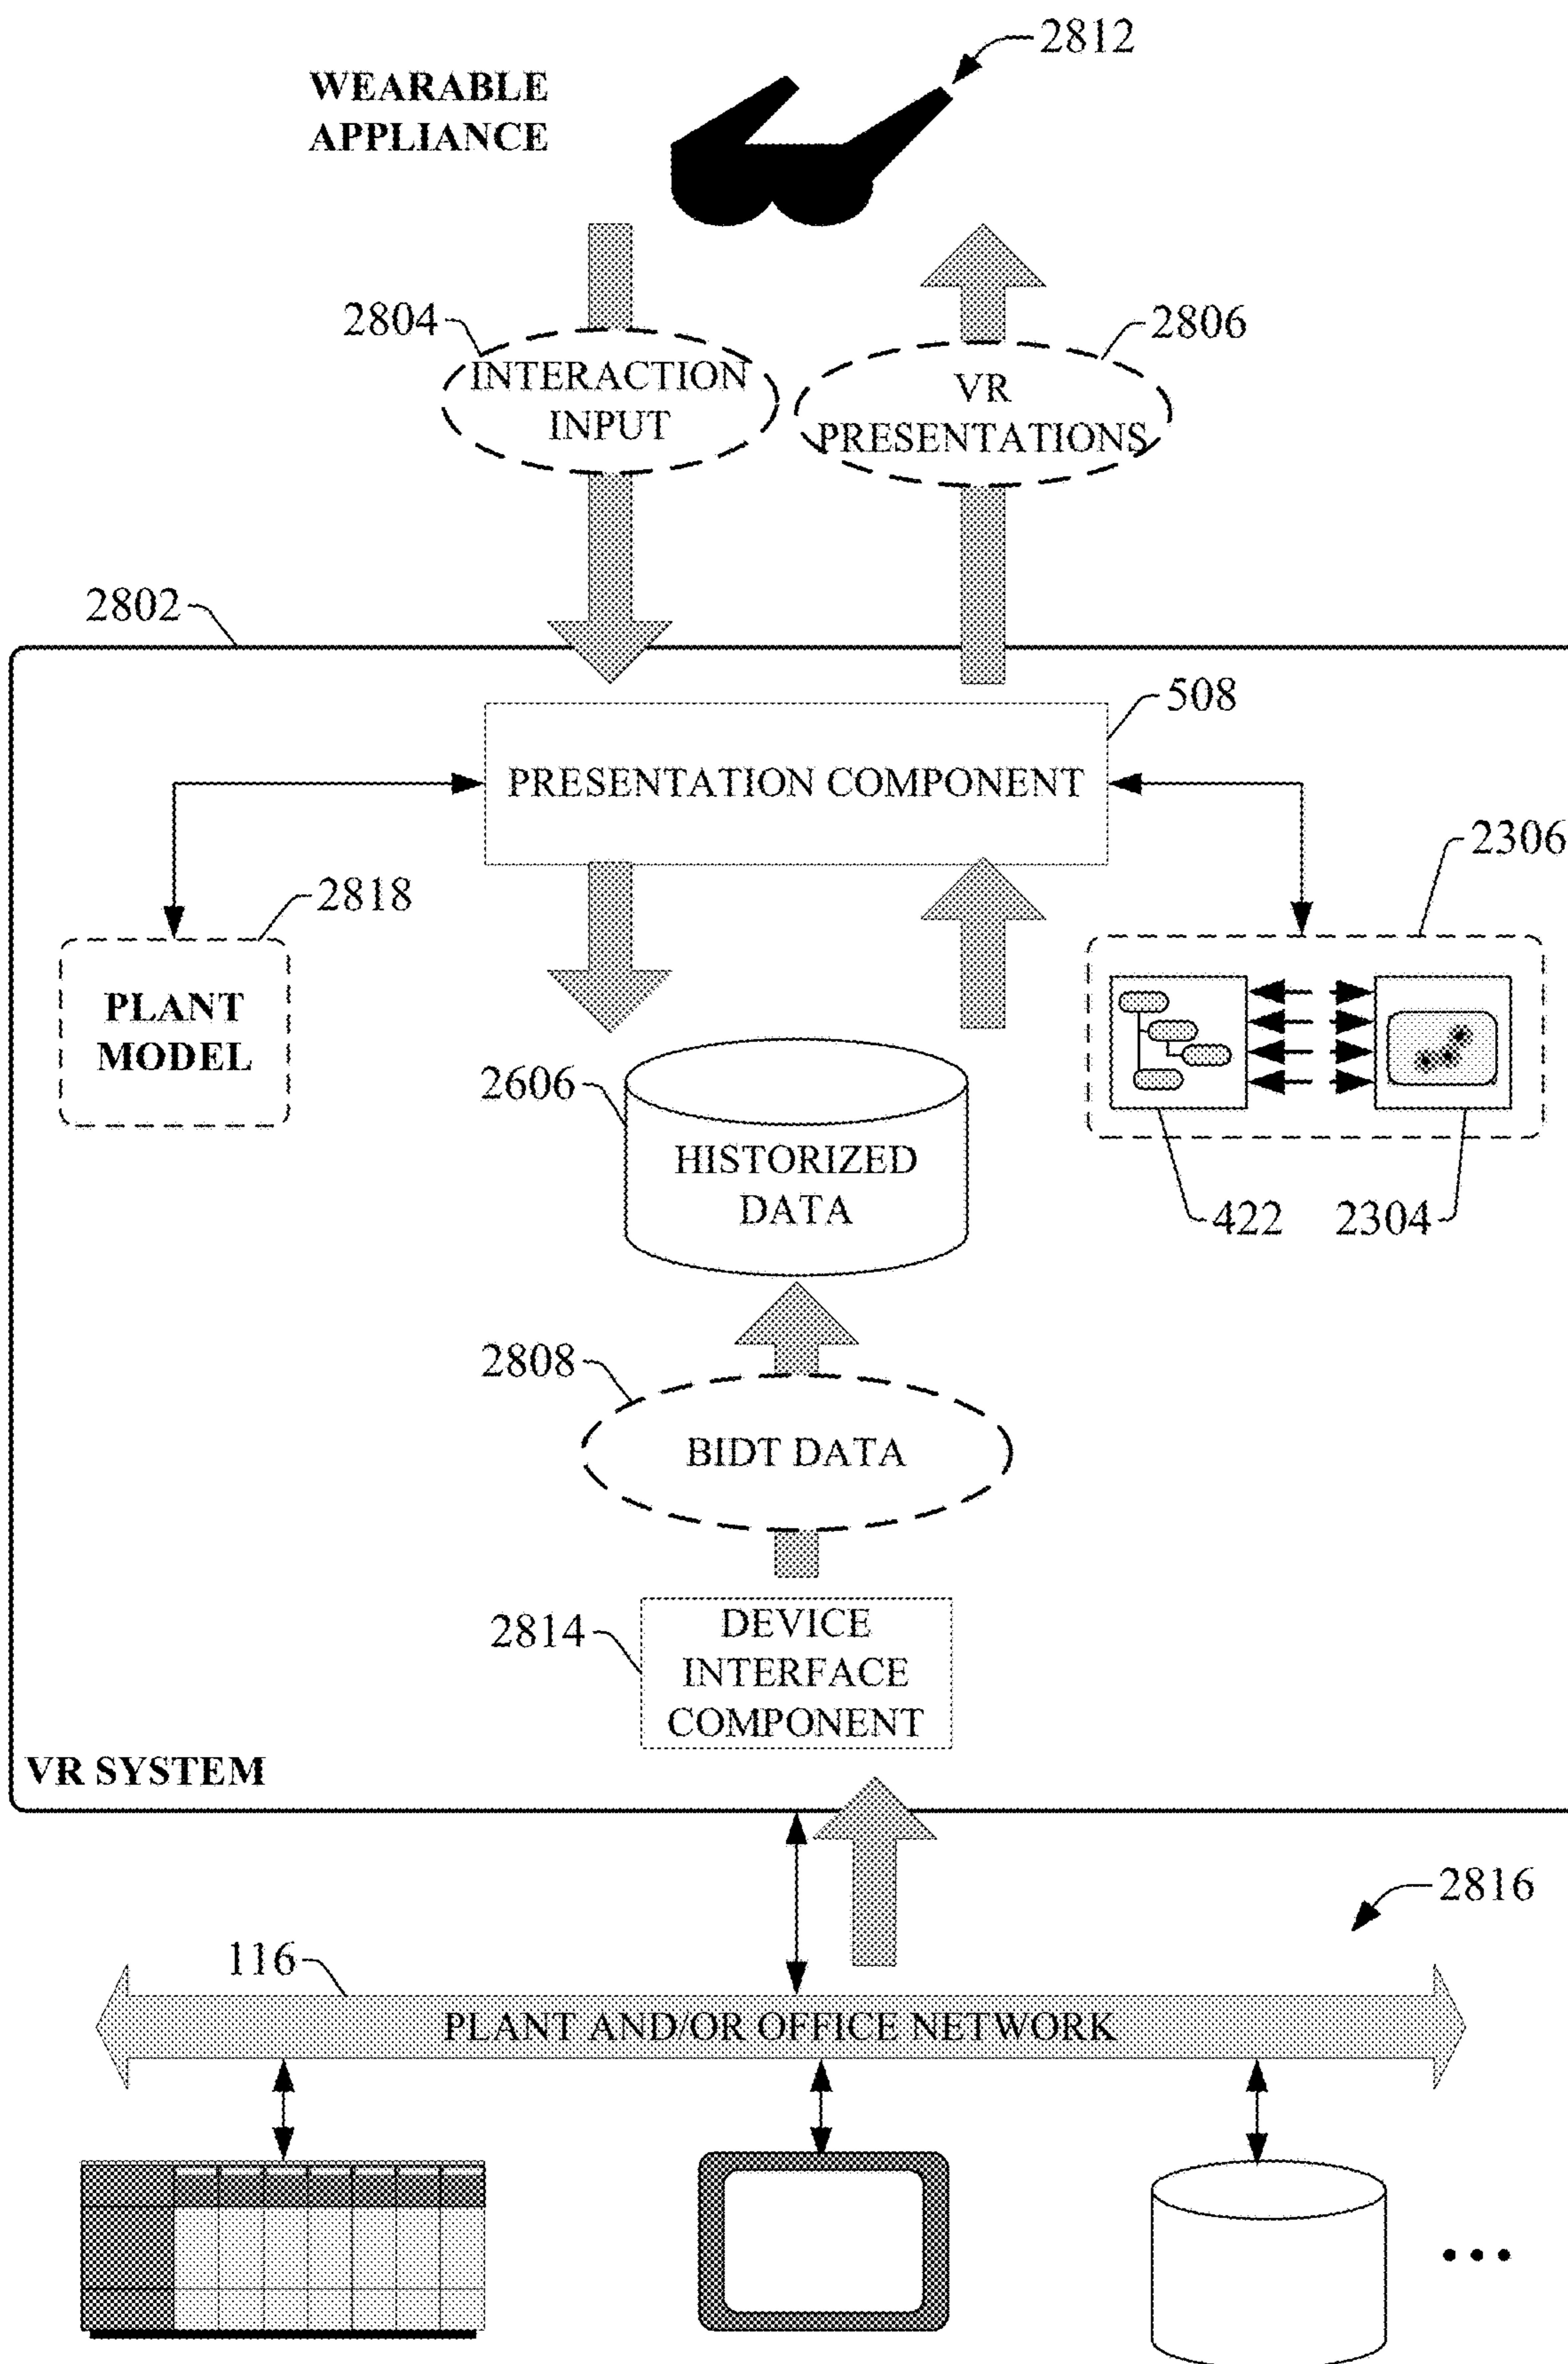 2812
WEARABLE
APPLIANCE
2804
2806
INTERACTION
INPUT
VR
PRESENTATIONS
2802
508
PRESENTATION COMPONENT
2306
2818
PLANT
MODEL
2606
HISTORIZED
DATA
422
2304
2808
BIDT DATA
2814
DEVICE
INTERFACE
COMPONENT
VR SYSTEM
2816
116
PLANT AND/OR OFFICE NETWORK
•••